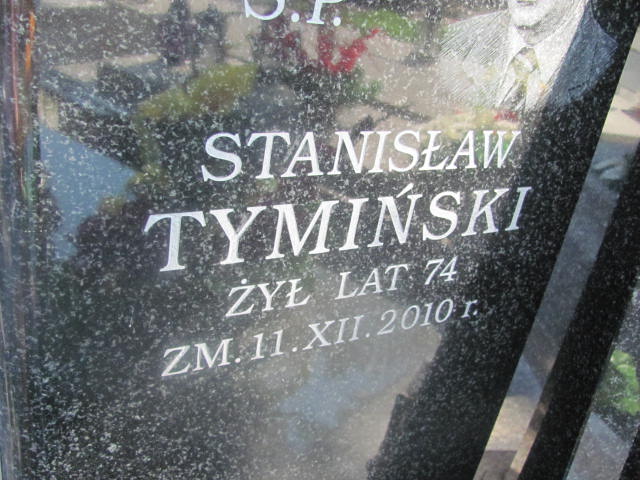 Ś.P.
STANISŁAW
TYMIŃSKI
ŻYŁ LAT 74
ZM. 11. XII. 2010 r.